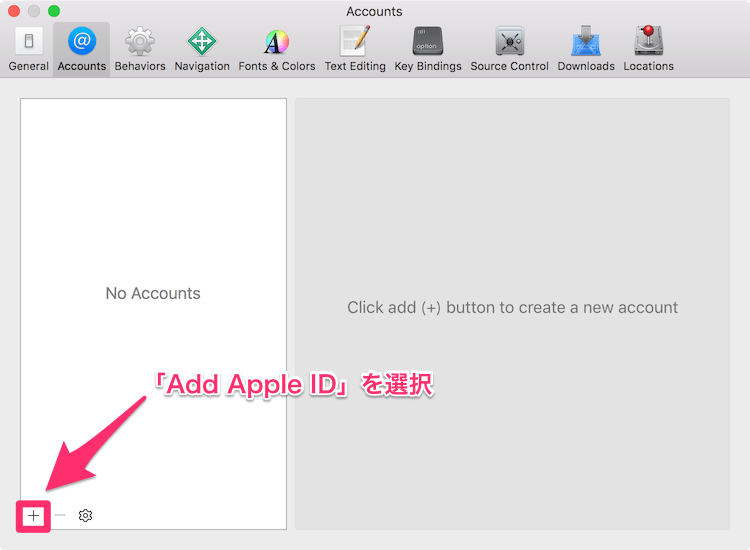 Accounts
General
Accounts
Behaviors
Navigation
Fonts & Colors
Text Editing
Key Bindings
Source Control
Downloads
Locations
alt
option
No Accounts
Click add (+) button to create a new account
「Add Apple ID」を選択